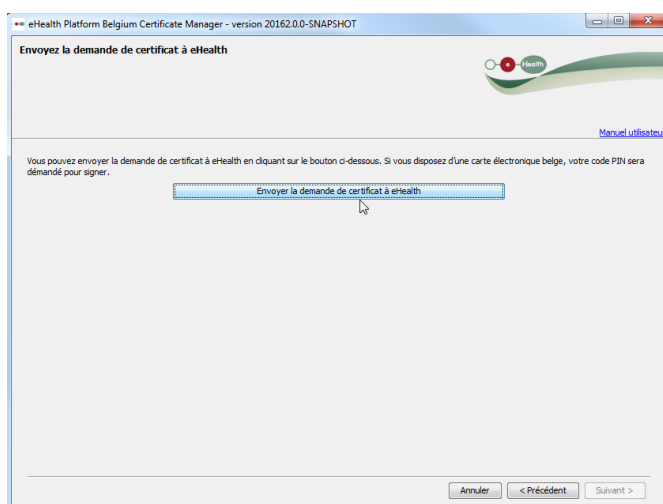 eHealth Platform Belgium Certificate Manager - version 20162.0.0-SNAPSHOT
Envoyez la demande de certificat à eHealth
e Health
Manuel utilisateu
Vous pouvez envoyer la demande de certificat à eHealth en cliquant sur le bouton ci-dessous. Si vous disposez d'une carte électronique belge, votre code PIN sera
démandé pour signer.
Envoyer la demande de certificat à eHealth
Annuler < Précédent Suivant >